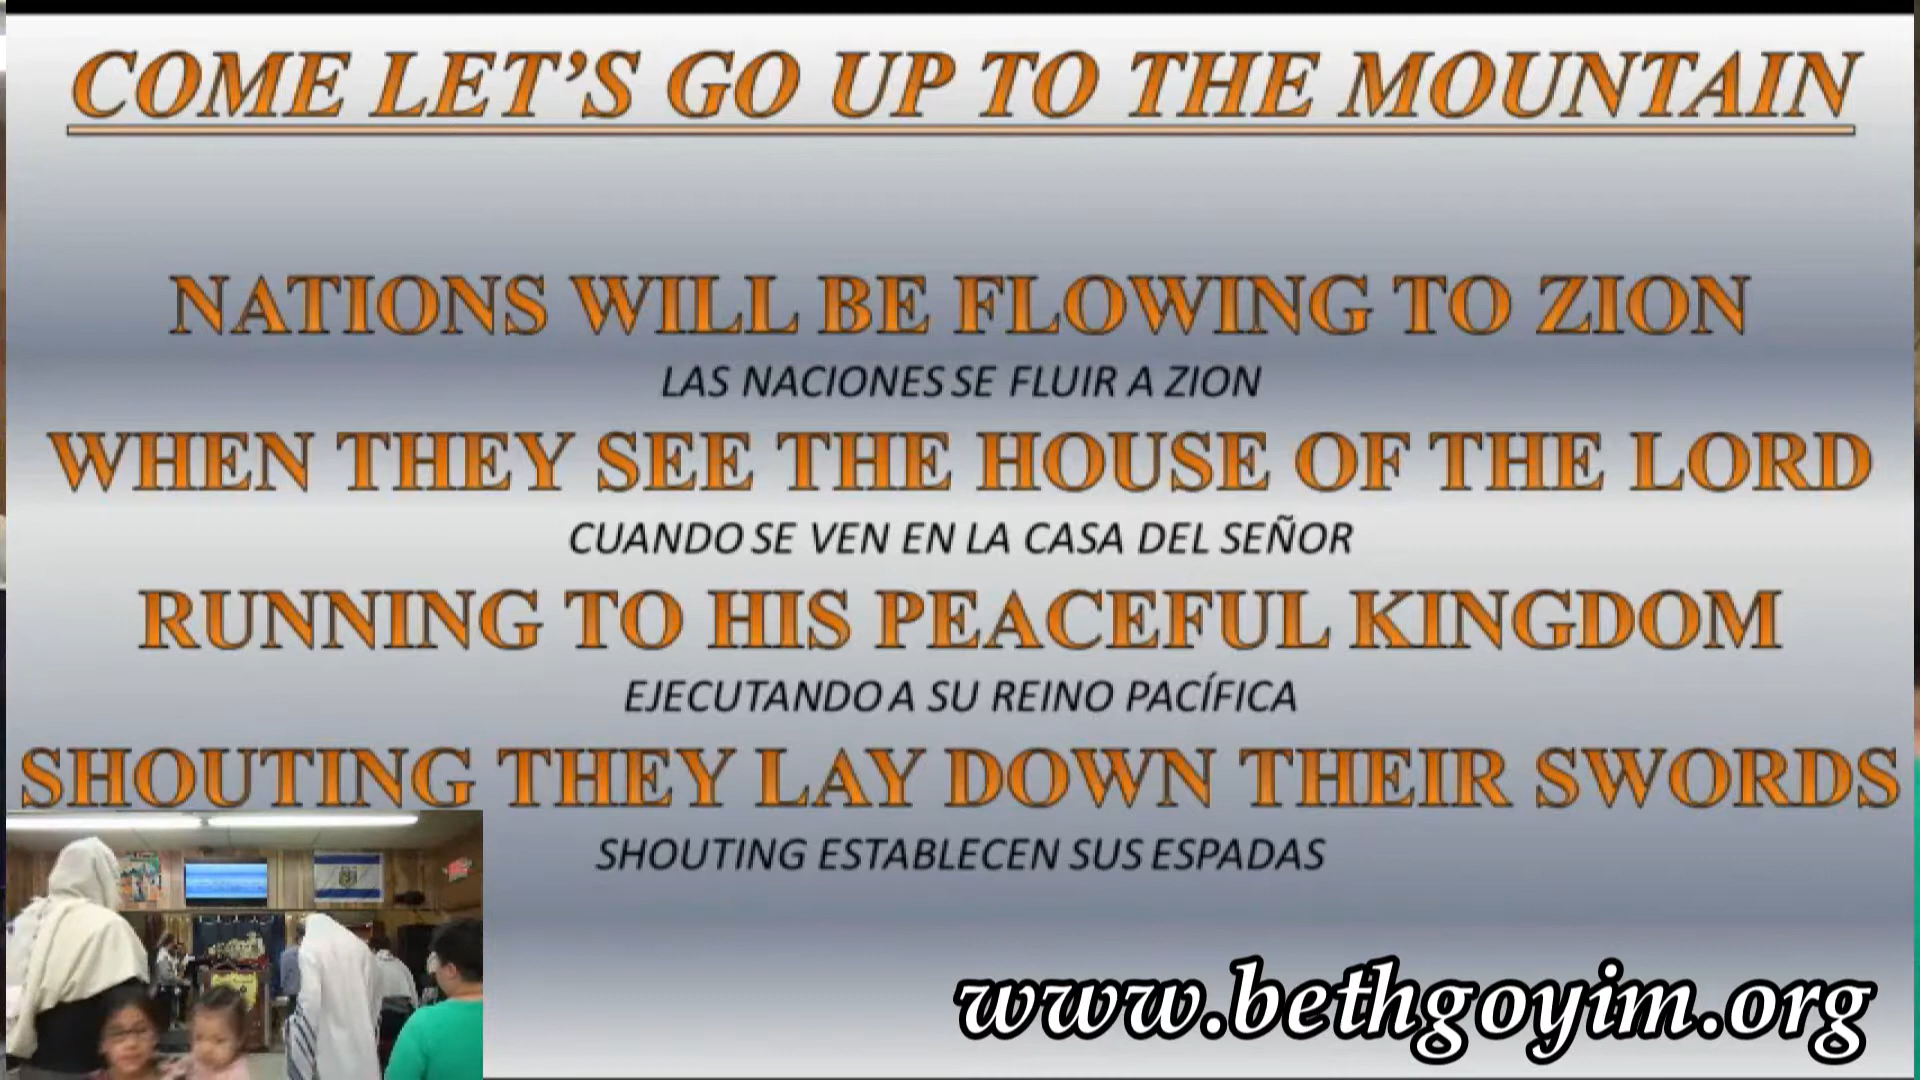 COME LET’S GO UP TO THE MOUNTAIN
NATIONS WILL BE FLOWING TO ZION
LAS NACIONES SE FLUIR A ZION
WHEN THEY SEE THE HOUSE OF THE LORD
CUANDO SE VEN EN LA CASA DEL SEÑOR
RUNNING TO HIS PEACEFUL KINGDOM
EJECUTANDO A SU REINO PACÍFICA
SHOUTING THEY LAY DOWN THEIR SWORDS
SHOUTING ESTABLECEN SUS ESPADAS
www.bethgoyim.org